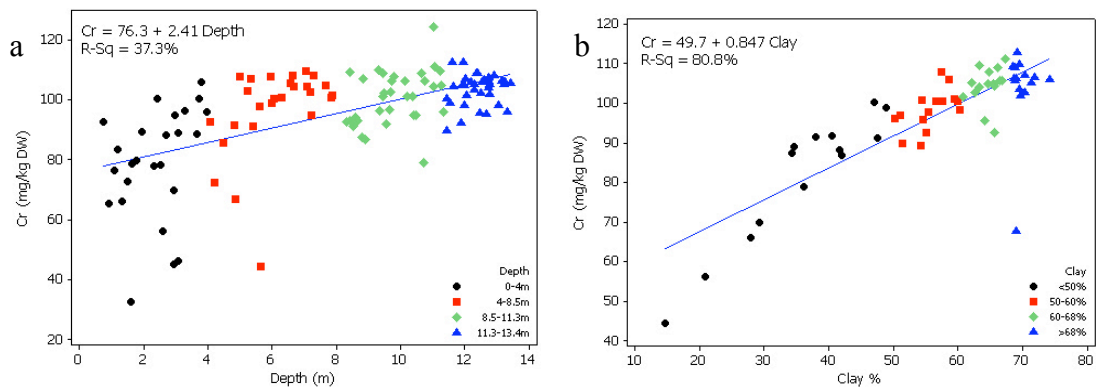 a
Cr = 76.3 + 2.41 Depth
R-Sq = 37.3%
120
100
80
60
40
20
Cr (mg/kg DW)
0 2 4 6 8 10 12 14
Depth (m)
Depth
0-4m
4-8.5m
8.5-11.3m
11.3-13.4m
b
Cr = 49.7 + 0.847 Clay
R-Sq = 80.8%
120
110
100
90
80
70
60
50
40
Cr (mg/kg DW)
10 20 30 40 50 60 70 80
Clay %
Clay
<50%
50-60%
60-68%
>68%